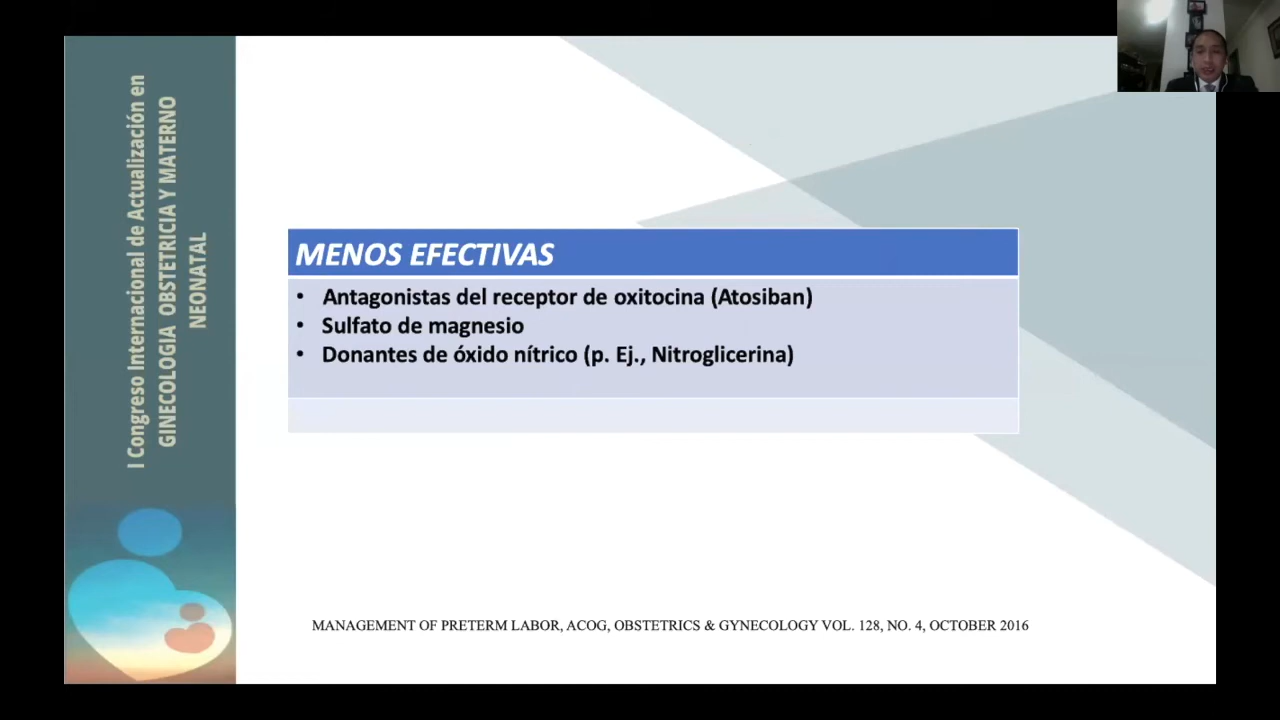 I Congreso Internacional de Actualización en
GINECOLOGIA OBSTETRICIA Y MATERNO
NEONATAL
MENOS EFECTIVAS
• Antagonistas del receptor de oxitocina (Atosiban)
• Sulfato de magnesio
• Donantes de óxido nítrico (p. Ej., Nitroglicerina)
MANAGEMENT OF PRETERM LABOR, ACOG, OBSTETRICS & GYNECOLOGY VOL. 128, NO. 4, OCTOBER 2016